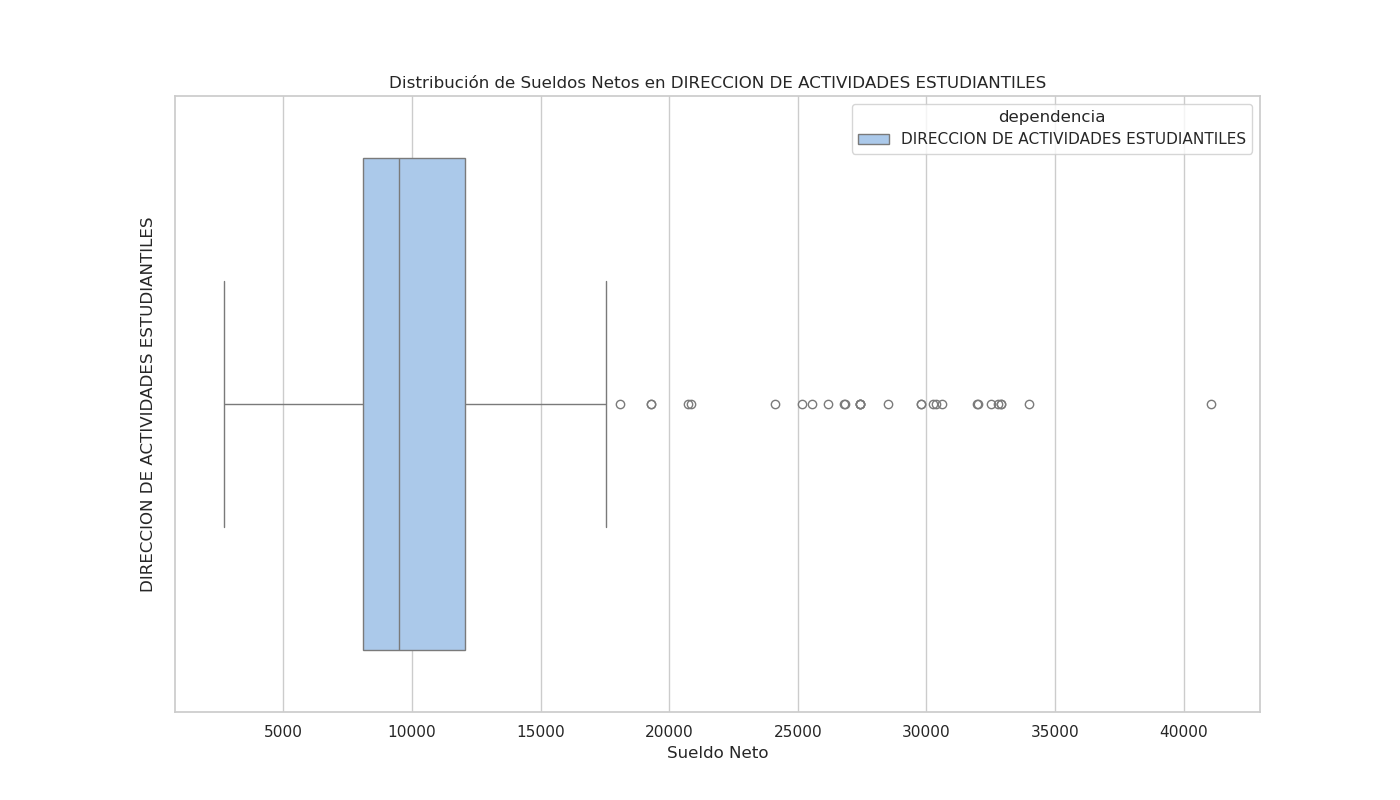 Distribución de Sueldos Netos en DIRECCION DE ACTIVIDADES ESTUDIANTILES
dependencia
DIRECCION DE ACTIVIDADES ESTUDIANTILES
DIRECCION DE ACTIVIDADES ESTUDIANTILES
5000 10000 15000 20000 25000 30000 35000 40000
Sueldo Neto